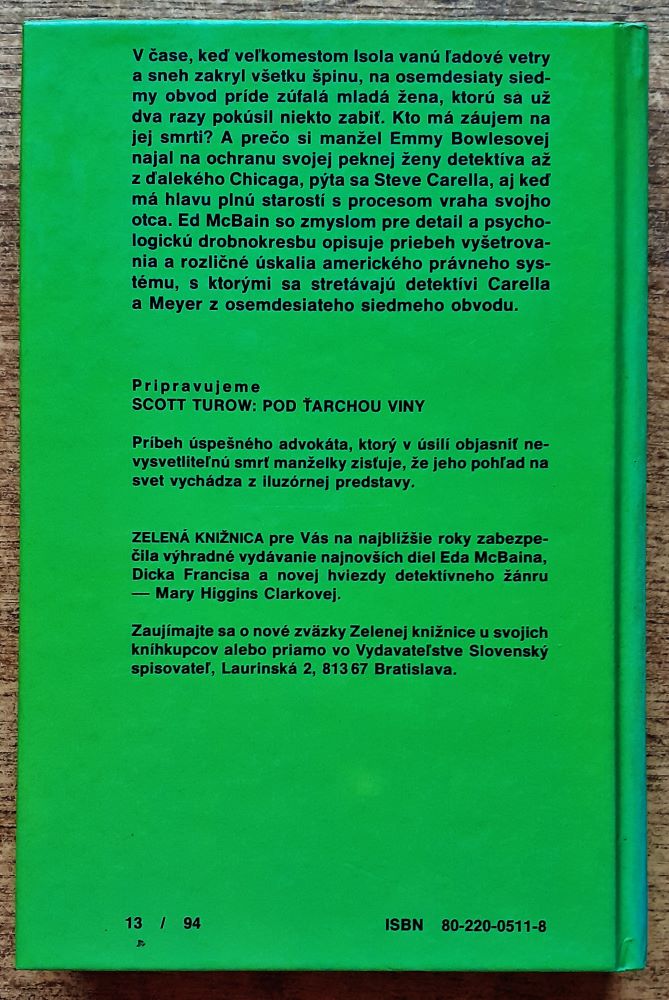 V čase, keď veľkomestom Isola vanú ľadové vetry
a sneh zakryl všetku špinu, na osemdesiaty sied-
my obvod príde zúfalá mladá žena, ktorú sa už
dva razy pokúsil niekto zabiť. Kto má záujem na
jej smrti? A prečo si manžel Emmy Bowlesovej
najal na ochranu svojej peknej ženy detektíva až
z ďalekého Chicaga, pýta sa Steve Carella, aj keď
má hlavu plnú starostí s procesom vraha svojho
otca. Ed McBain so zmyslom pre detail a psycho-
logickú drobnokresbu opisuje priebeh vyšetrova-
nia a rozličné úskalia amerického právneho sys-
tému, s ktorými sa stretávajú detektívi Carella
a Meyer z osemdesiateho siedmeho obvodu.
Pripravujeme
SCOTT TUROW: POD ŤARCHOU VINY
Príbeh úspešného advokáta, ktorý v úsilí objasniť ne-
vysvetliteľnú smrť manželky zisťuje, že jeho pohľad na
svet vychádza z iluzórnej predstavy.
ZELENÁ KNIŽNICA pre Vás na najbližšie roky zabezpe-
čila výhradné vydávanie najnovších diel Eda McBaina,
Dicka Francisa a novej hviezdy detektívneho žánru
— Mary Higgins Clarkovej.
Zaujímajte sa o nové zväzky Zelenej knižnice u svojich
kníhkupcov alebo priamo vo Vydavateľstve Slovenský
spisovateľ, Laurinská 2, 813 67 Bratislava.
13 / 94
ISBN 80-220-0511-8